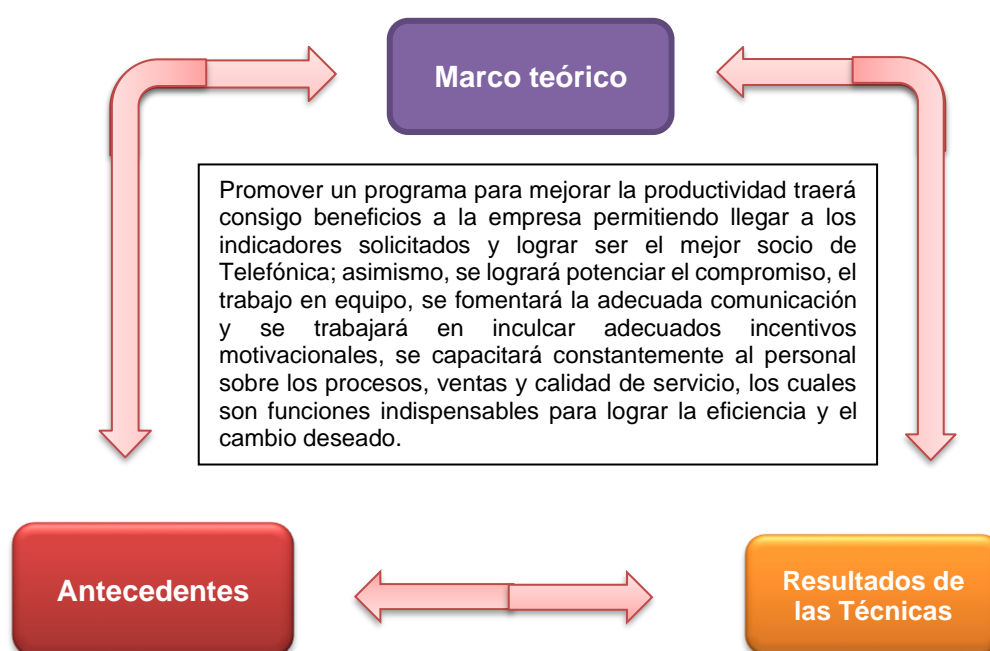 Marco teórico
Promover un programa para mejorar la productividad traerá
consigo beneficios a la empresa permitiendo llegar a los
indicadores solicitados y lograr ser el mejor socio de
Telefónica; asimismo, se logrará potenciar el compromiso, el
trabajo en equipo, se fomentará la adecuada comunicación
y se trabajará en inculcar adecuados incentivos
motivacionales, se capacitará constantemente al personal
sobre los procesos, ventas y calidad de servicio, los cuales
son funciones indispensables para lograr la eficiencia y el
cambio deseado.
Antecedentes
Resultados de
las Técnicas